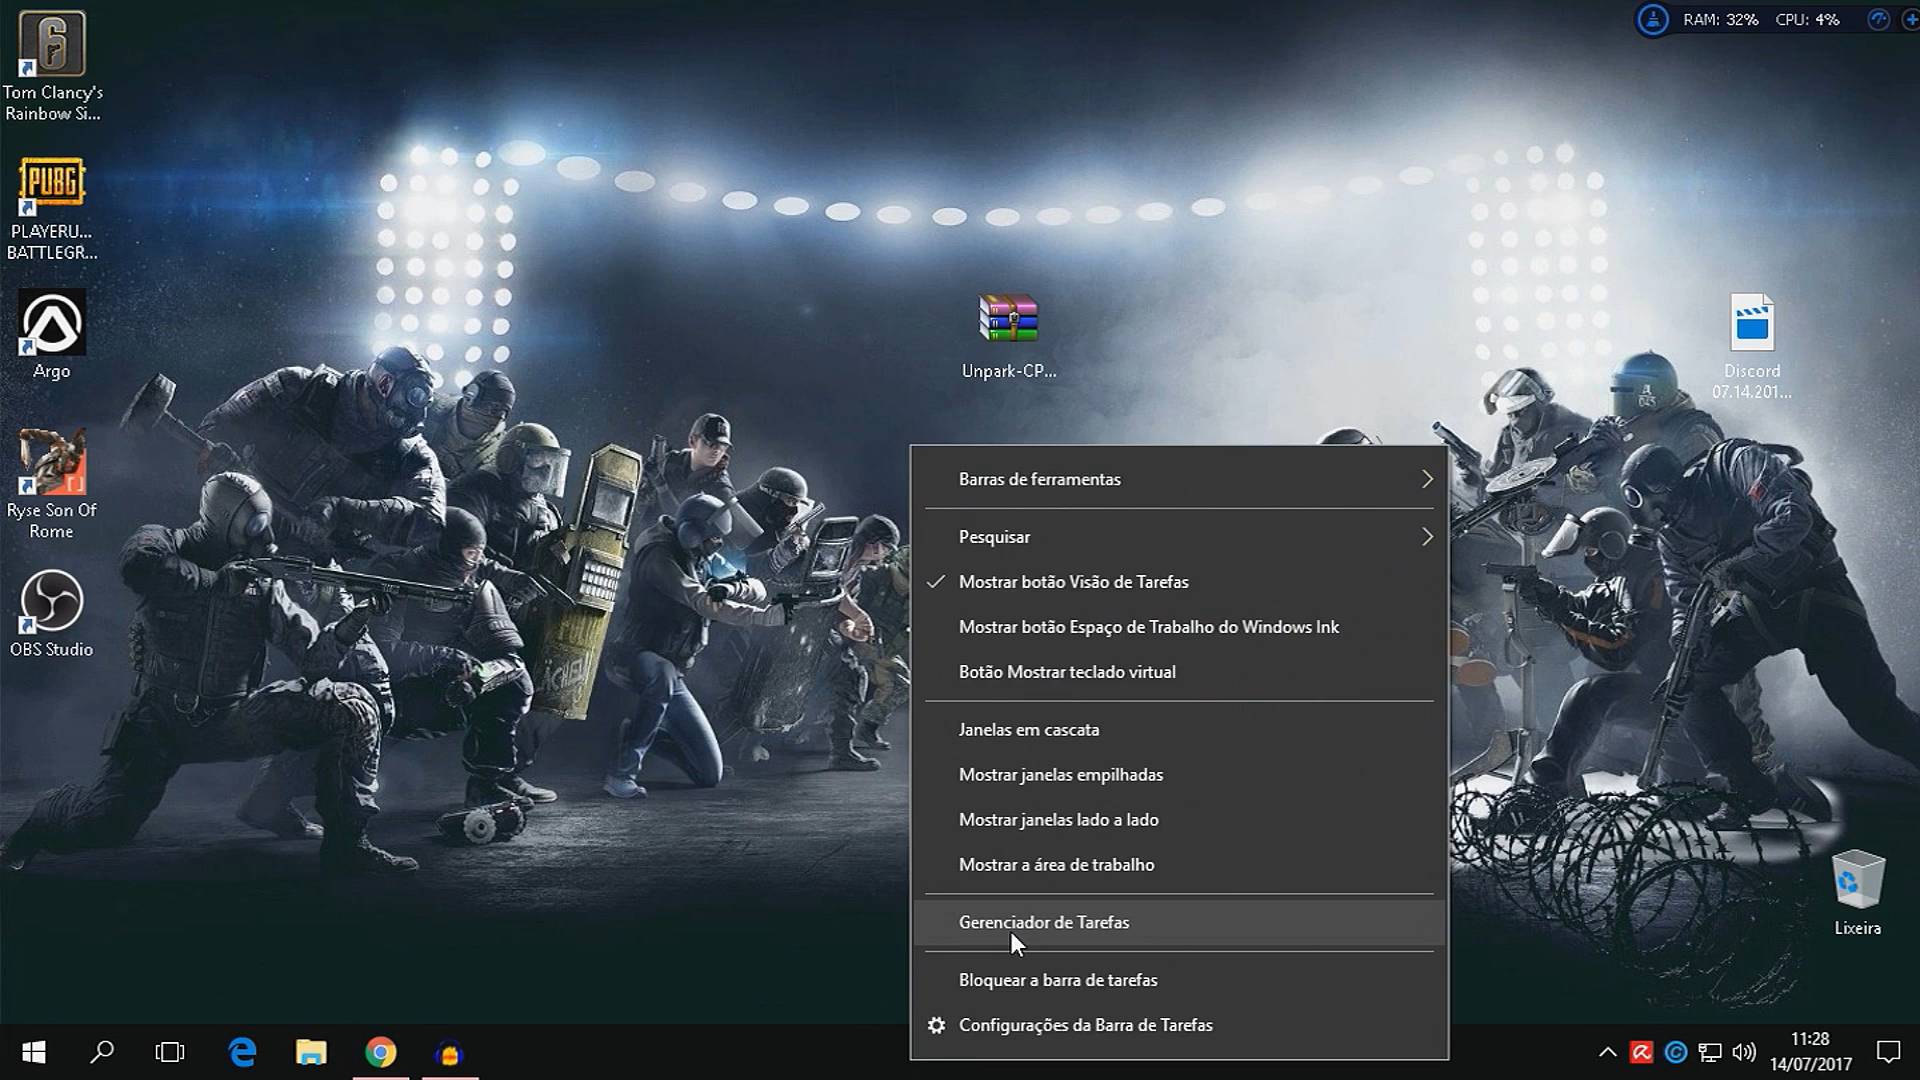 RAM: 32% CPU: 4%
Tom Clancy's
Rainbow Si...
PUBG
PLAYERU...
BATTLEGR...
Argo
Ryse Son Of
Rome
OBS Studio
Unpark-CP...
Discord
07.14.201...
Barras de ferramentas
Pesquisar
Mostrar botão Visão de Tarefas
Mostrar botão Espaço de Trabalho do Windows Ink
Botão Mostrar teclado virtual
Janelas em cascata
Mostrar janelas empilhadas
Mostrar janelas lado a lado
Mostrar a área de trabalho
Gerenciador de Tarefas
Bloquear a barra de tarefas
Configurações da Barra de Tarefas
Lixeira
11:28
14/07/2017